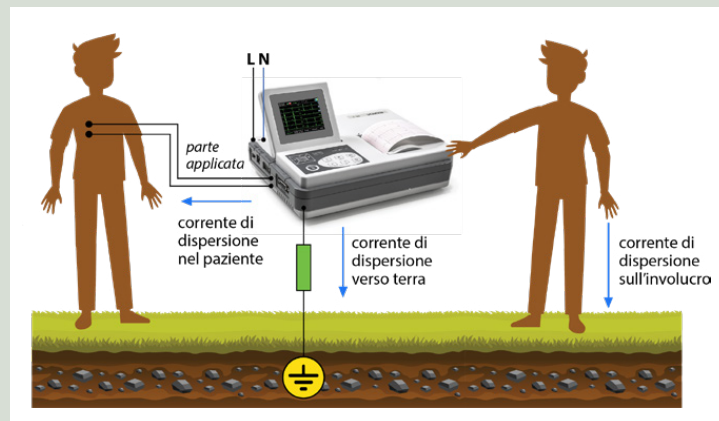 L N
parte
applicata
corrente di
dispersione
nel paziente
corrente di
dispersione
verso terra
corrente di
dispersione
sull'involucro